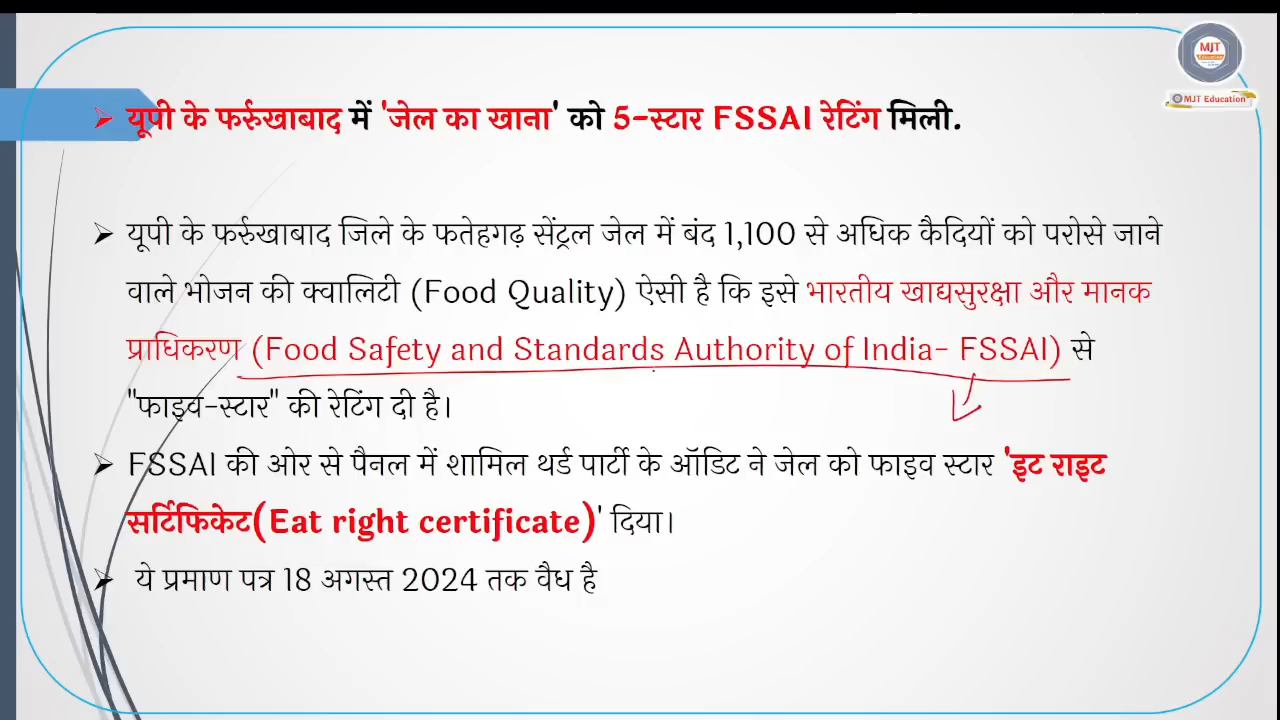 MJT
Education
MJT Education
➢ यूपी के फर्रुखाबाद में 'जेल का खाना' को 5-स्टार FSSAI रेटिंग मिली.
➢ यूपी के फर्रुखाबाद जिले के फतेहगढ़ सेंट्रल जेल में बंद 1,100 से अधिक कैदियों को परोसे जाने
वाले भोजन की क्वालिटी (Food Quality) ऐसी है कि इसे भारतीय खाद्यसुरक्षा और मानक
प्राधिकरण (Food Safety and Standards Authority of India- FSSAI) से
"फाइव-स्टार" की रेटिंग दी है।
➢ FSSAI की ओर से पैनल में शामिल थर्ड पार्टी के ऑडिट ने जेल को फाइव स्टार 'इट राइट
सर्टिफिकेट(Eat right certificate)' दिया।
➢ ये प्रमाण पत्र 18 अगस्त 2024 तक वैध है